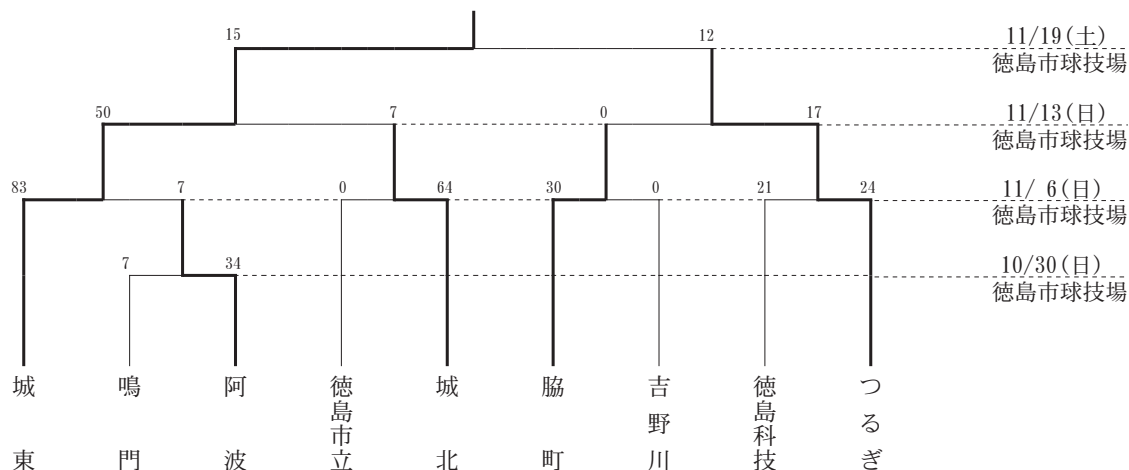 15 12 11/19(土)
徳島市球技場
50 7 0 17 11/13(日)
徳島市球技場
83 7 0 64 30 0 21 24 11/ 6(日)
徳島市球技場
7 34 10/30(日)
徳島市球技場
城東
鳴門
阿波
徳島市立
城北
脇町
吉野川
徳島科技
つるぎ